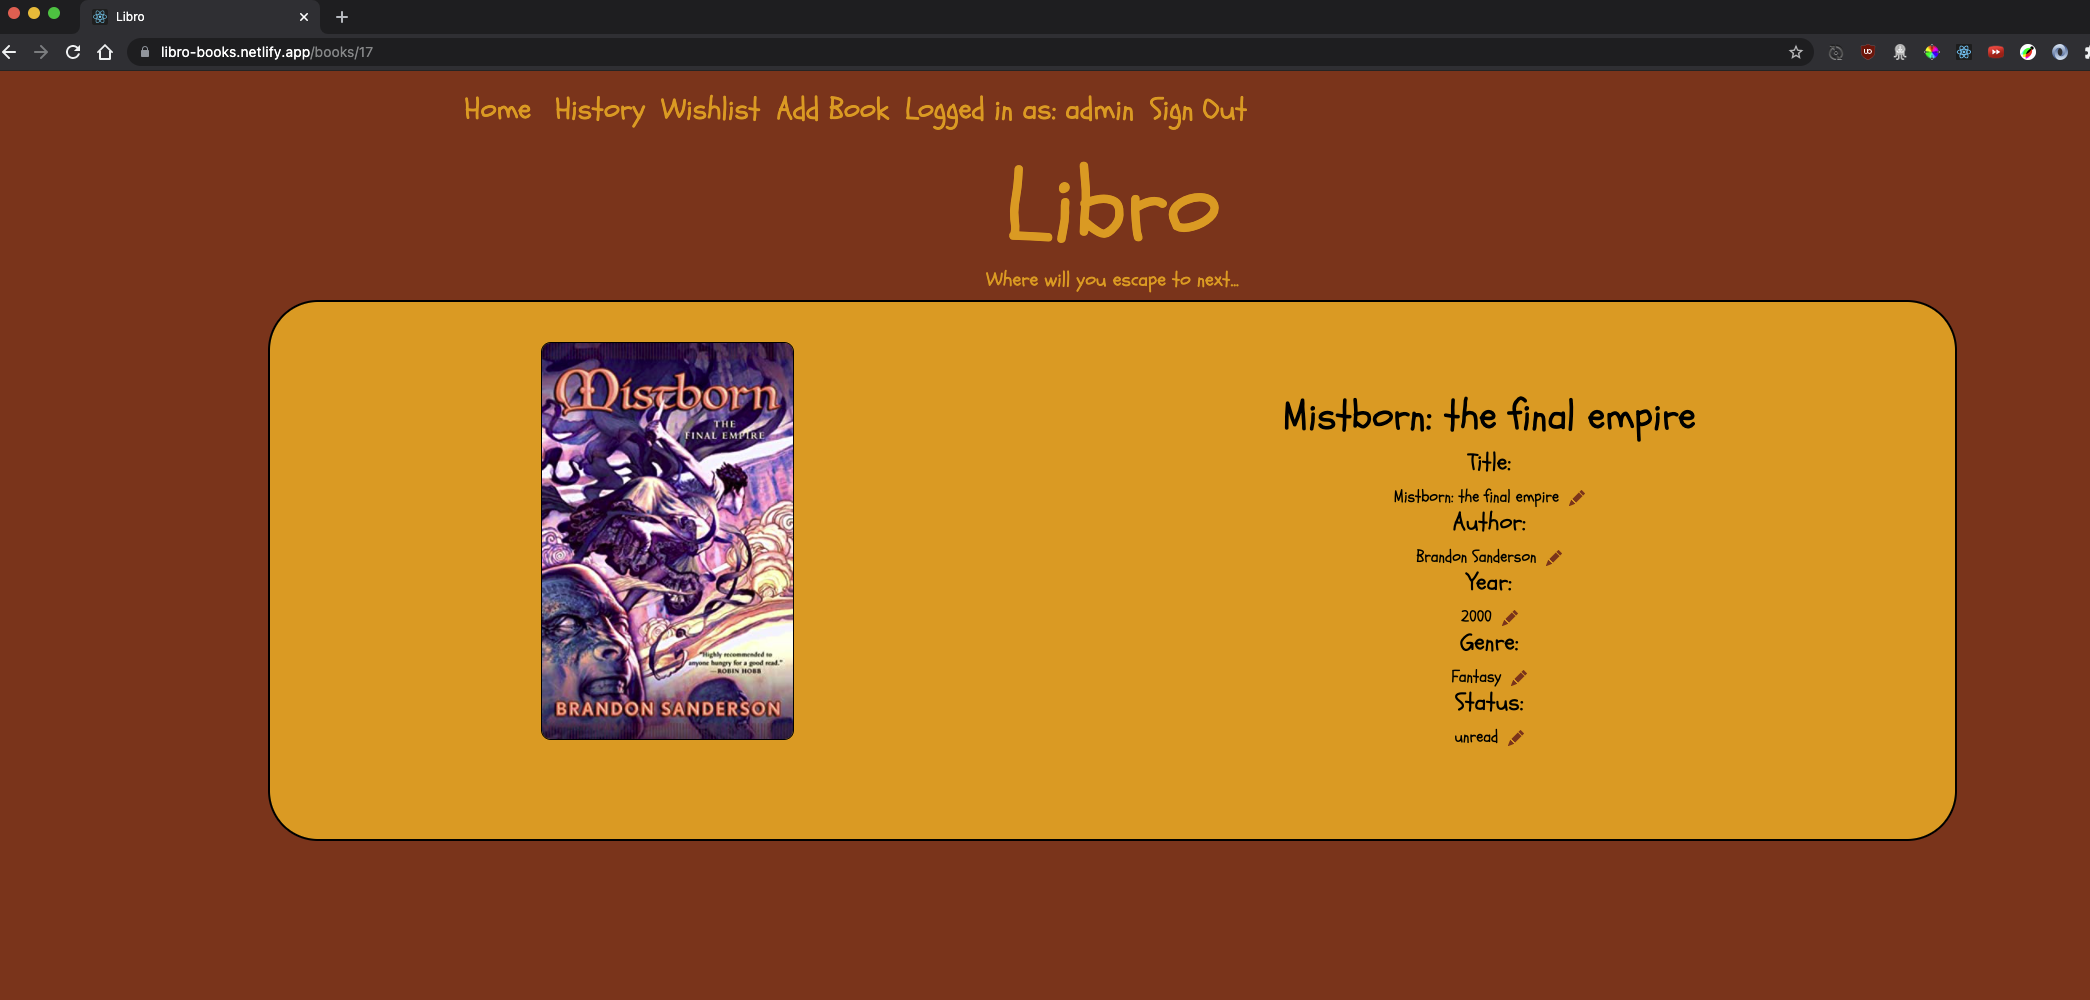 Libro
libro-books.netlify.app/books/17
Home History Wishlist Add Book Logged in as: admin Sign Out
Libro
Where will you escape to next...
Mistborn
THE
FINAL EMPIRE
"Highly recommended to
anyone hungry for a good read."
—ROBIN HOBB
BRANDON SANDERSON
Mistborn: the final empire
Title:
Mistborn: the final empire
Author:
Brandon Sanderson
Year:
2000
Genre:
Fantasy
Status:
unread